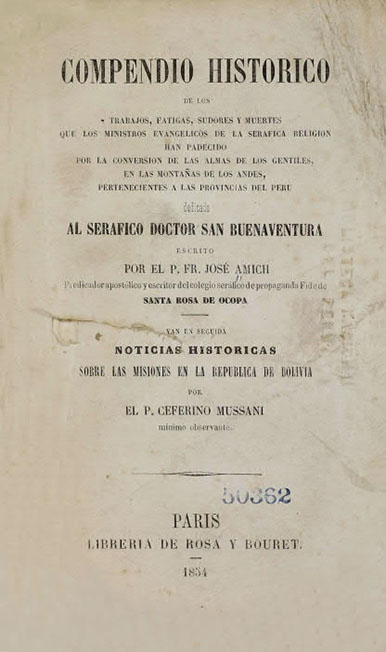 COMPENDIO HISTORICO
DE LOS
TRABAJOS, FATIGAS, SUDORES Y MUERTES
QUE LOS MINISTROS EVANGELICOS DE LA SERAFICA RELIGION
HAN PADECIDO
POR LA CONVERSION DE LAS ALMAS DE LOS GENTILES,
EN LAS MONTAÑAS DE LOS ANDES,
PERTENECIENTES A LAS PROVINCIAS DEL PERU
dedicado
AL SERAFICO DOCTOR SAN BUENAVENTURA
ESCRITO
POR EL P. FR. JOSÉ AMICH
Predicador apostólico y escritor del colegio seráfico de propaganda Fide de
SANTA ROSA DE OCOPA
VAN EN SEGUIDA
NOTICIAS HISTORICAS
SOBRE LAS MISIONES EN LA REPUBLICA DE BOLIVIA
POR
EL P. CEFERINO MUSSANI
mínimo observante.
50362
PARIS
LIBRERIA DE ROSA Y BOURET.
1854